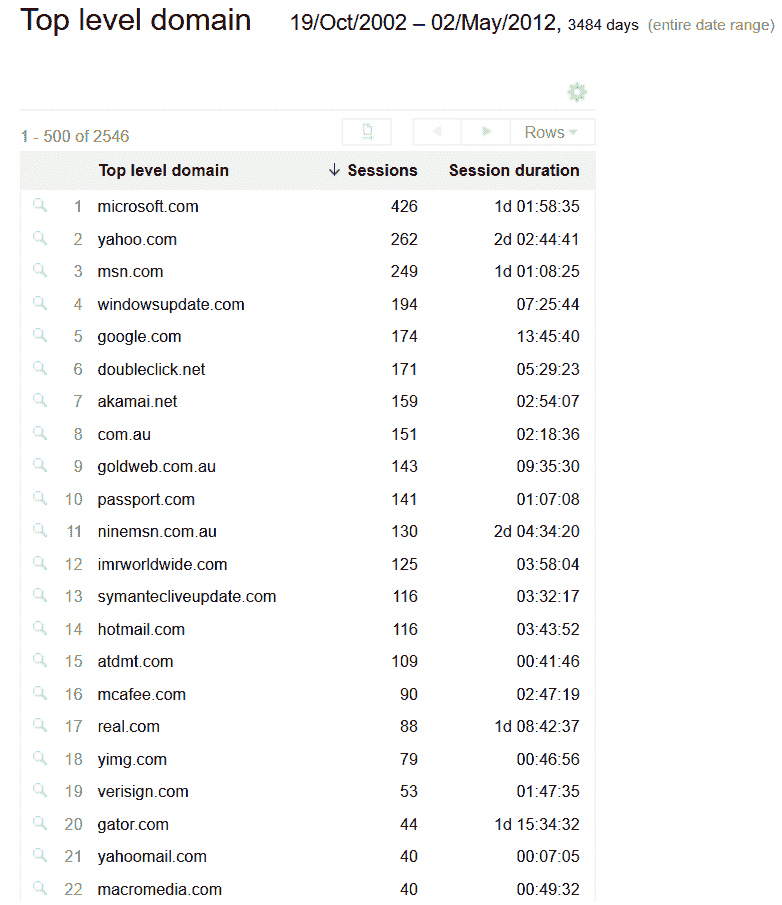 Top level domain 19/Oct/2002 – 02/May/2012, 3484 days (entire date range)
1 - 500 of 2546 Rows
Top level domain Sessions Session duration
1 microsoft.com 426 1d 01:58:35
2 yahoo.com 262 2d 02:44:41
3 msn.com 249 1d 01:08:25
4 windowsupdate.com 194 07:25:44
5 google.com 174 13:45:40
6 doubleclick.net 171 05:29:23
7 akamai.net 159 02:54:07
8 com.au 151 02:18:36
9 goldweb.com.au 143 09:35:30
10 passport.com 141 01:07:08
11 ninemsn.com.au 130 2d 04:34:20
12 imrworldwide.com 125 03:58:04
13 symantecliveupdate.com 116 03:32:17
14 hotmail.com 116 03:43:52
15 atdmt.com 109 00:41:46
16 mcafee.com 90 02:47:19
17 real.com 88 1d 08:42:37
18 yimg.com 79 00:46:56
19 verisign.com 53 01:47:35
20 gator.com 44 1d 15:34:32
21 yahoomail.com 40 00:07:05
22 macromedia.com 40 00:49:32